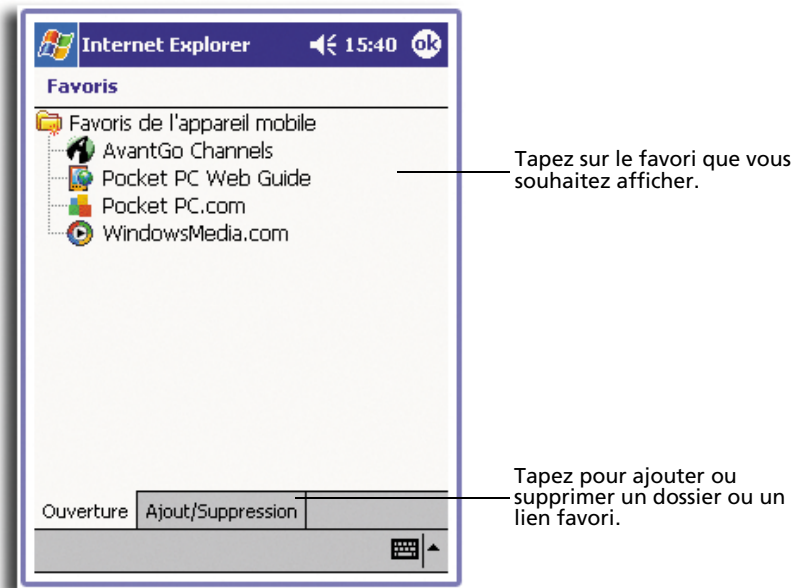 Internet Explorer 15:40 ok
Favoris
Favoris de l'appareil mobile
AvantGo Channels
Pocket PC Web Guide
Pocket PC.com
WindowsMedia.com
Tapez sur le favori que vous
souhaitez afficher.
Ouverture Ajout/Suppression
Tapez pour ajouter ou
supprimer un dossier ou un
lien favori.